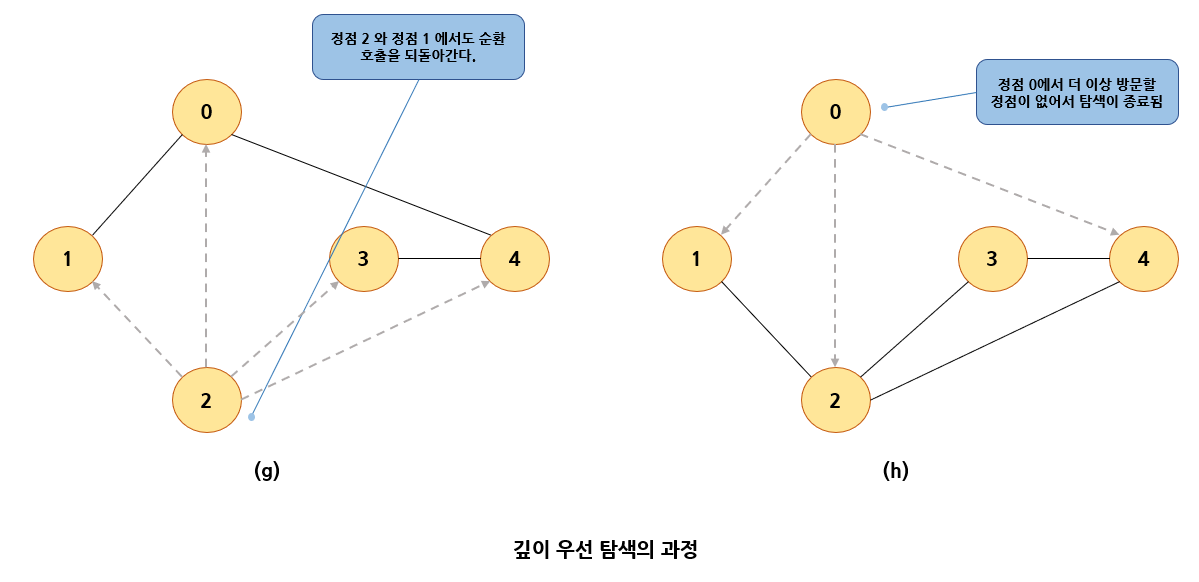 정점 2 와 정점 1 에서도 순환
호출을 되돌아간다.
0
1
3
4
2
(g)
정점 0에서 더 이상 방문할
정점이 없어서 탐색이 종료됨
0
1
3
4
2
(h)
깊이 우선 탐색의 과정